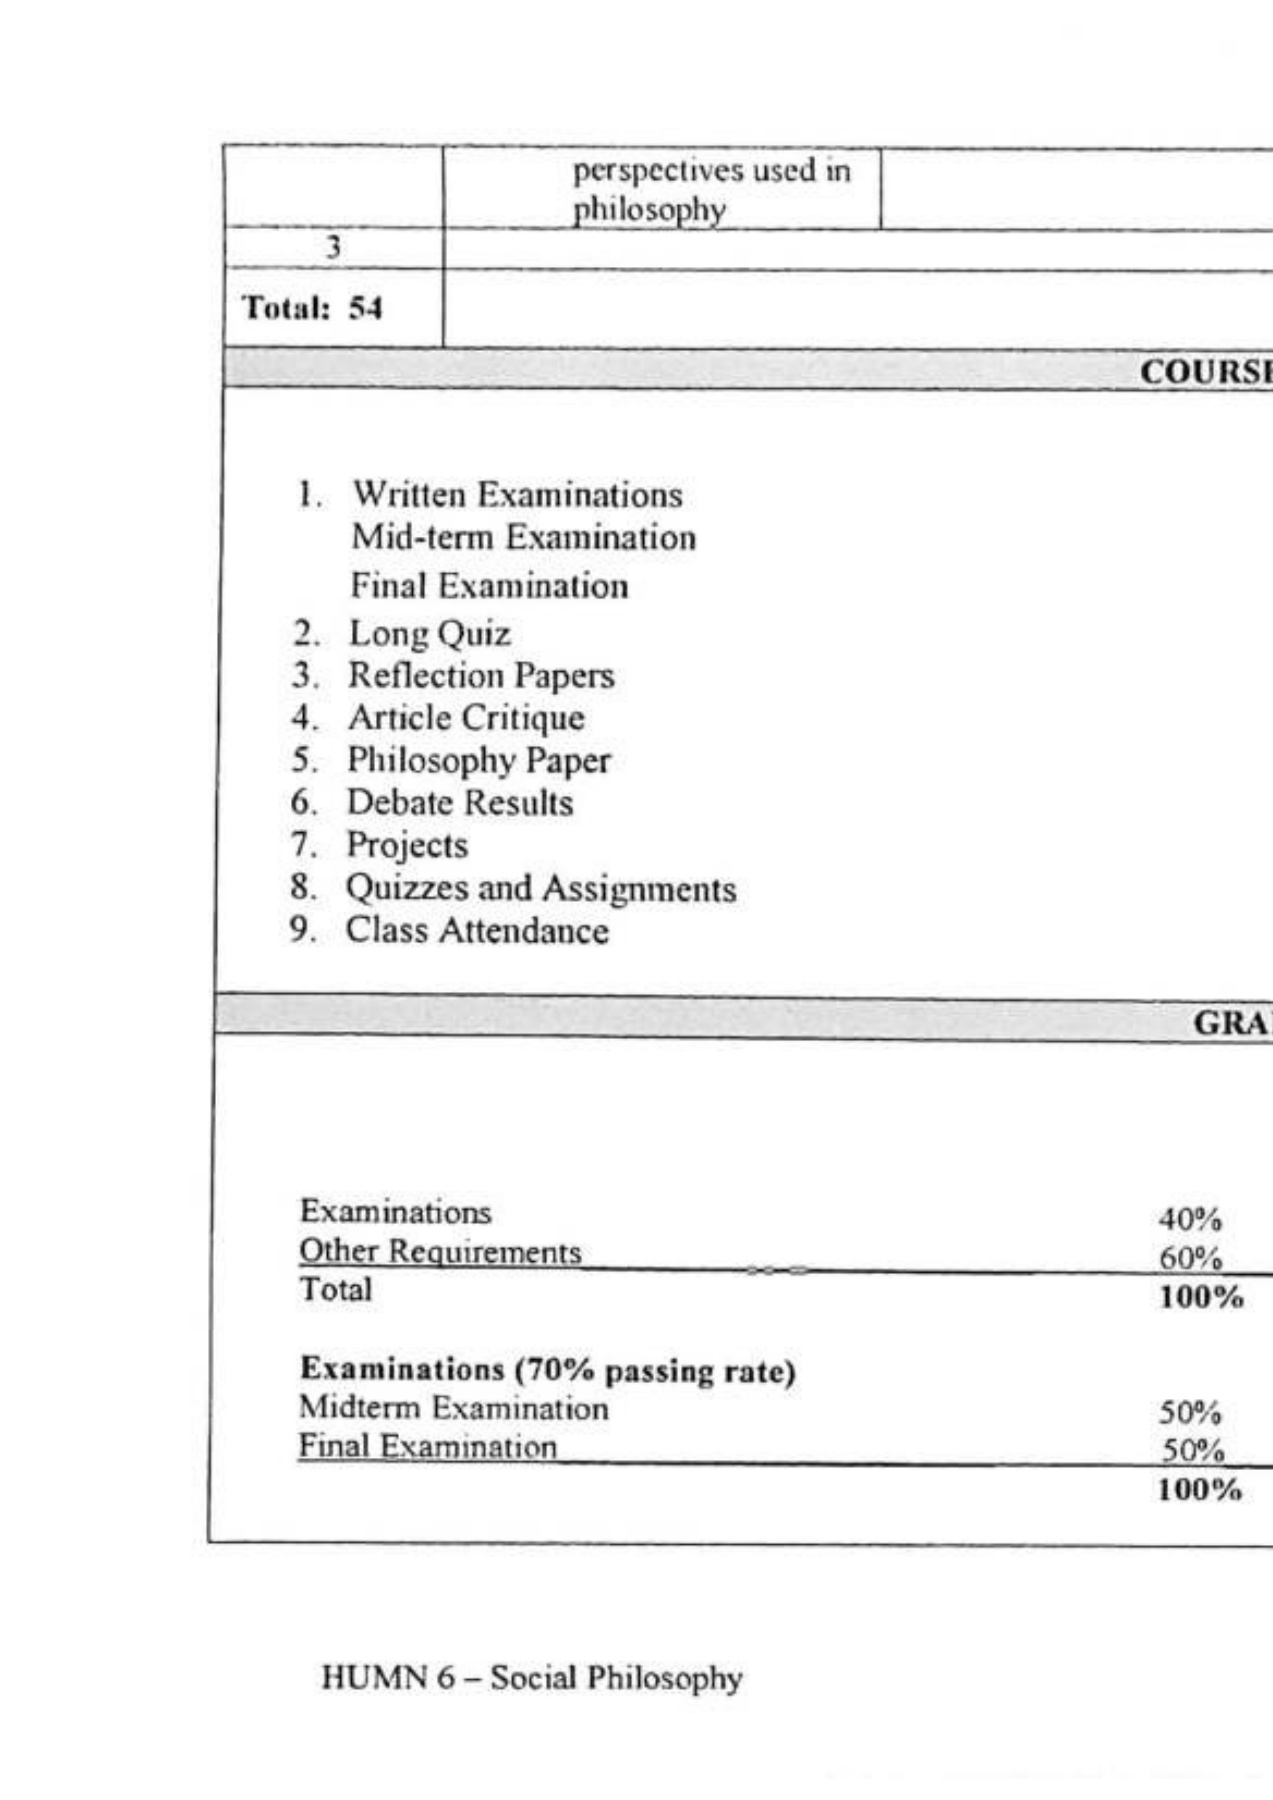 perspectives used in
philosophy
3
Total: 54
COURSE
1. Written Examinations
Mid-term Examination
Final Examination
2. Long Quiz
3. Reflection Papers
4. Article Critique
5. Philosophy Paper
6. Debate Results
7. Projects
8. Quizzes and Assignments
9. Class Attendance
GRA
Examinations 40%
Other Requirements 60%
Total 100%
Examinations (70% passing rate)
Midterm Examination 50%
Final Examination 50%
100%
HUMN 6 – Social Philosophy